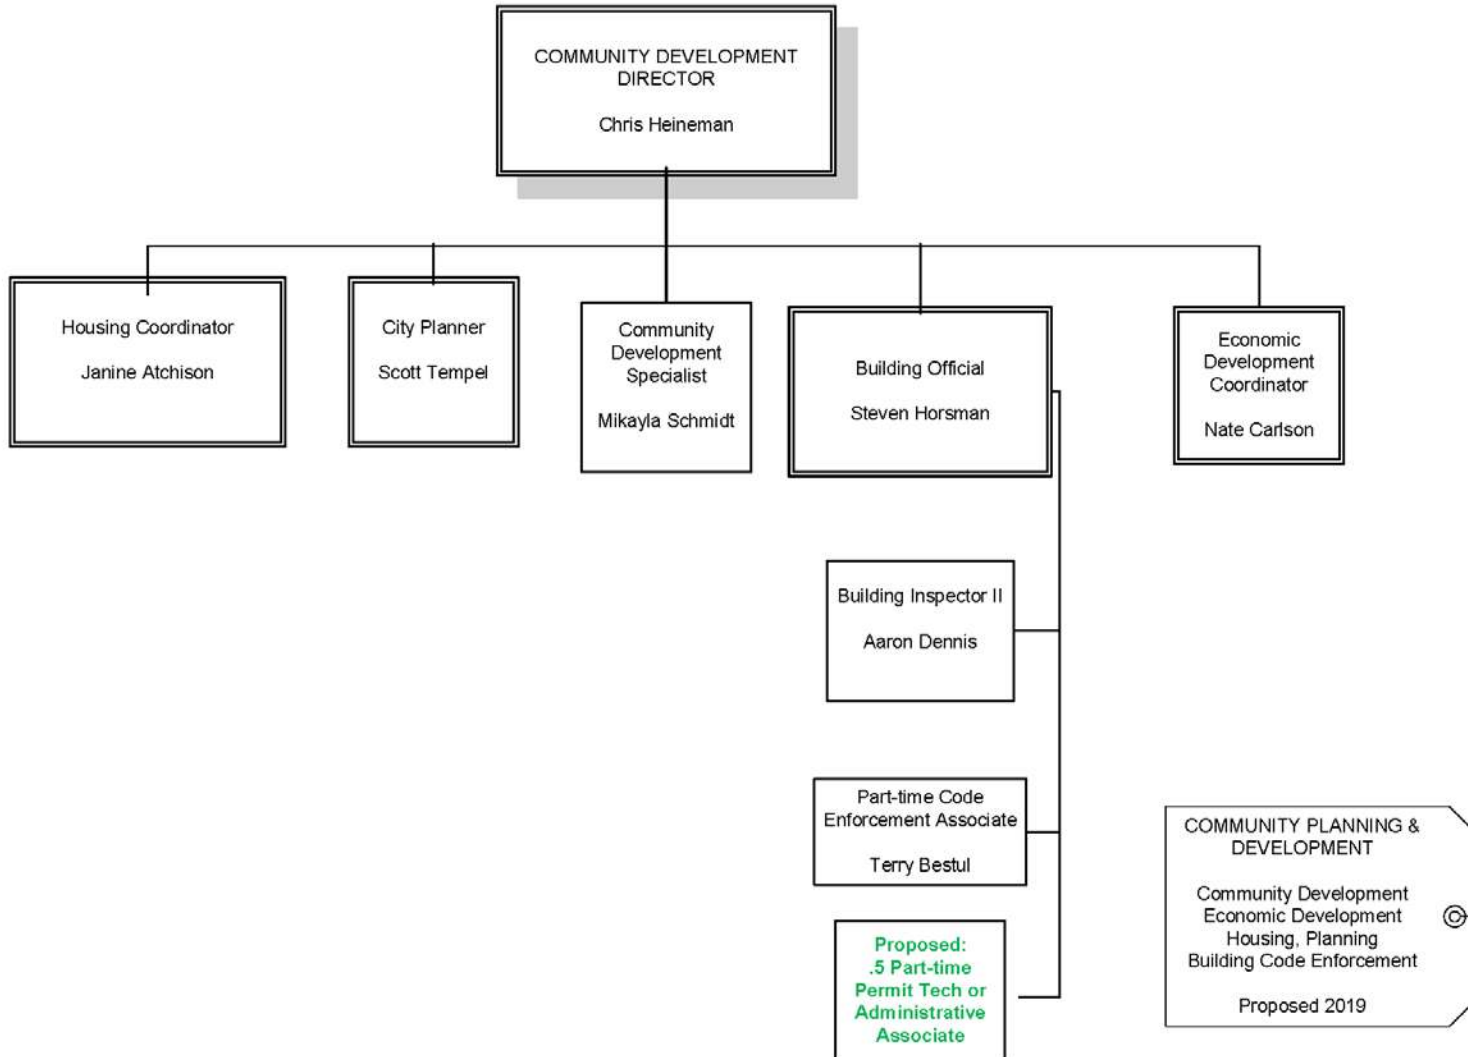 COMMUNITY DEVELOPMENT
DIRECTOR
Chris Heineman
Housing Coordinator
Janine Atchison
City Planner
Scott Tempel
Community
Development
Specialist
Mikayla Schmidt
Building Official
Steven Horsman
Economic
Development
Coordinator
Nate Carlson
Building Inspector II
Aaron Dennis
Part-time Code
Enforcement Associate
Terry Bestul
Proposed:
.5 Part-time
Permit Tech or
Administrative
Associate
COMMUNITY PLANNING &
DEVELOPMENT
Community Development
Economic Development
Housing, Planning
Building Code Enforcement
Proposed 2019